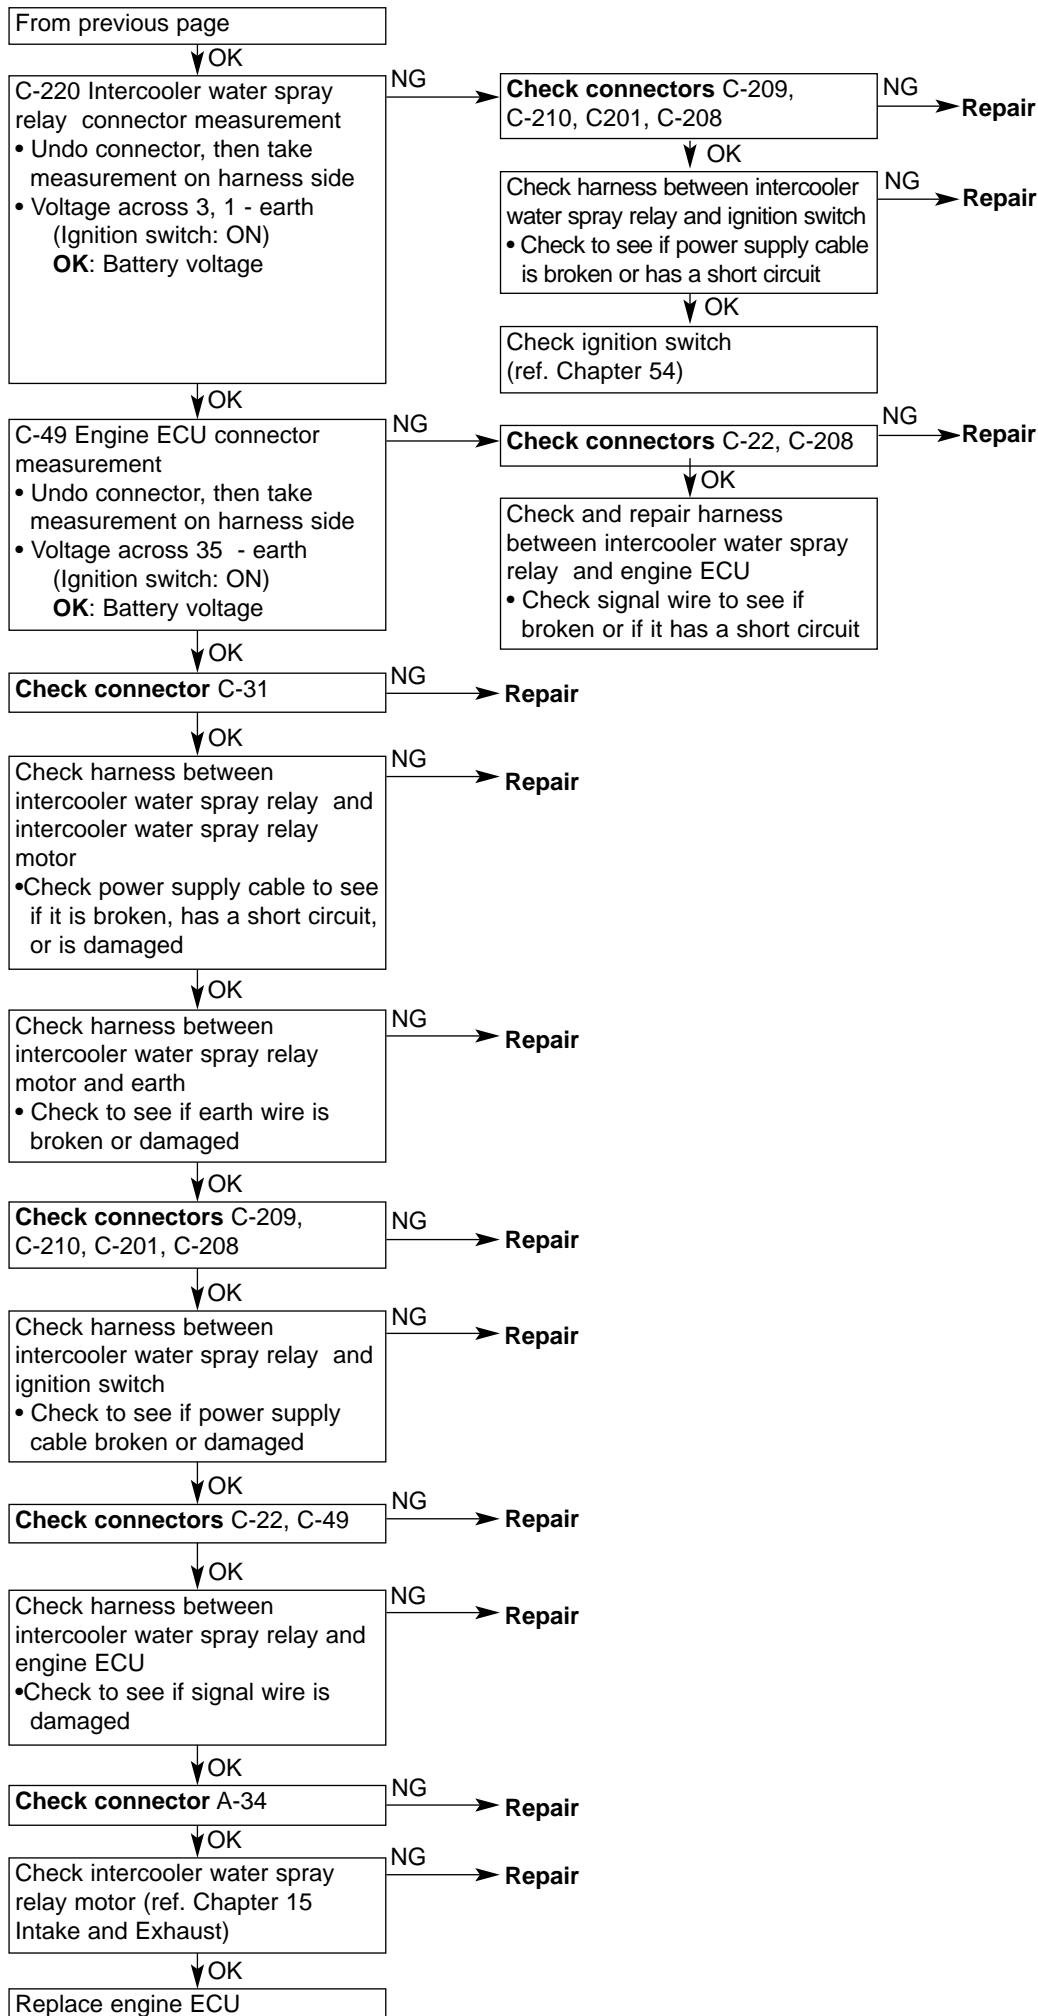 From previous page
OK
C-220 Intercooler water spray
relay connector measurement
• Undo connector, then take
measurement on harness side
• Voltage across 3, 1 - earth
(Ignition switch: ON)
OK: Battery voltage
NG
Check connectors C-209,
C-210, C201, C-208
NG
Repair
OK
Check harness between intercooler
water spray relay and ignition switch
• Check to see if power supply cable
is broken or has a short circuit
NG
Repair
OK
Check ignition switch
(ref. Chapter 54)
OK
C-49 Engine ECU connector
measurement
• Undo connector, then take
measurement on harness side
• Voltage across 35 - earth
(Ignition switch: ON)
OK: Battery voltage
NG
Check connectors C-22, C-208
NG
Repair
OK
Check and repair harness
between intercooler water spray
relay and engine ECU
• Check signal wire to see if
broken or if it has a short circuit
OK
Check connector C-31
NG
Repair
OK
Check harness between
intercooler water spray relay and
intercooler water spray relay
motor
•Check power supply cable to see
if it is broken, has a short circuit,
or is damaged
NG
Repair
OK
Check harness between
intercooler water spray relay
motor and earth
• Check to see if earth wire is
broken or damaged
NG
Repair
OK
Check connectors C-209,
C-210, C-201, C-208
NG
Repair
OK
Check harness between
intercooler water spray relay and
ignition switch
• Check to see if power supply
cable broken or damaged
NG
Repair
OK
Check connectors C-22, C-49
NG
Repair
OK
Check harness between
intercooler water spray relay and
engine ECU
•Check to see if signal wire is
damaged
NG
Repair
OK
Check connector A-34
NG
Repair
OK
Check intercooler water spray
relay motor (ref. Chapter 15
Intake and Exhaust)
NG
Repair
OK
Replace engine ECU